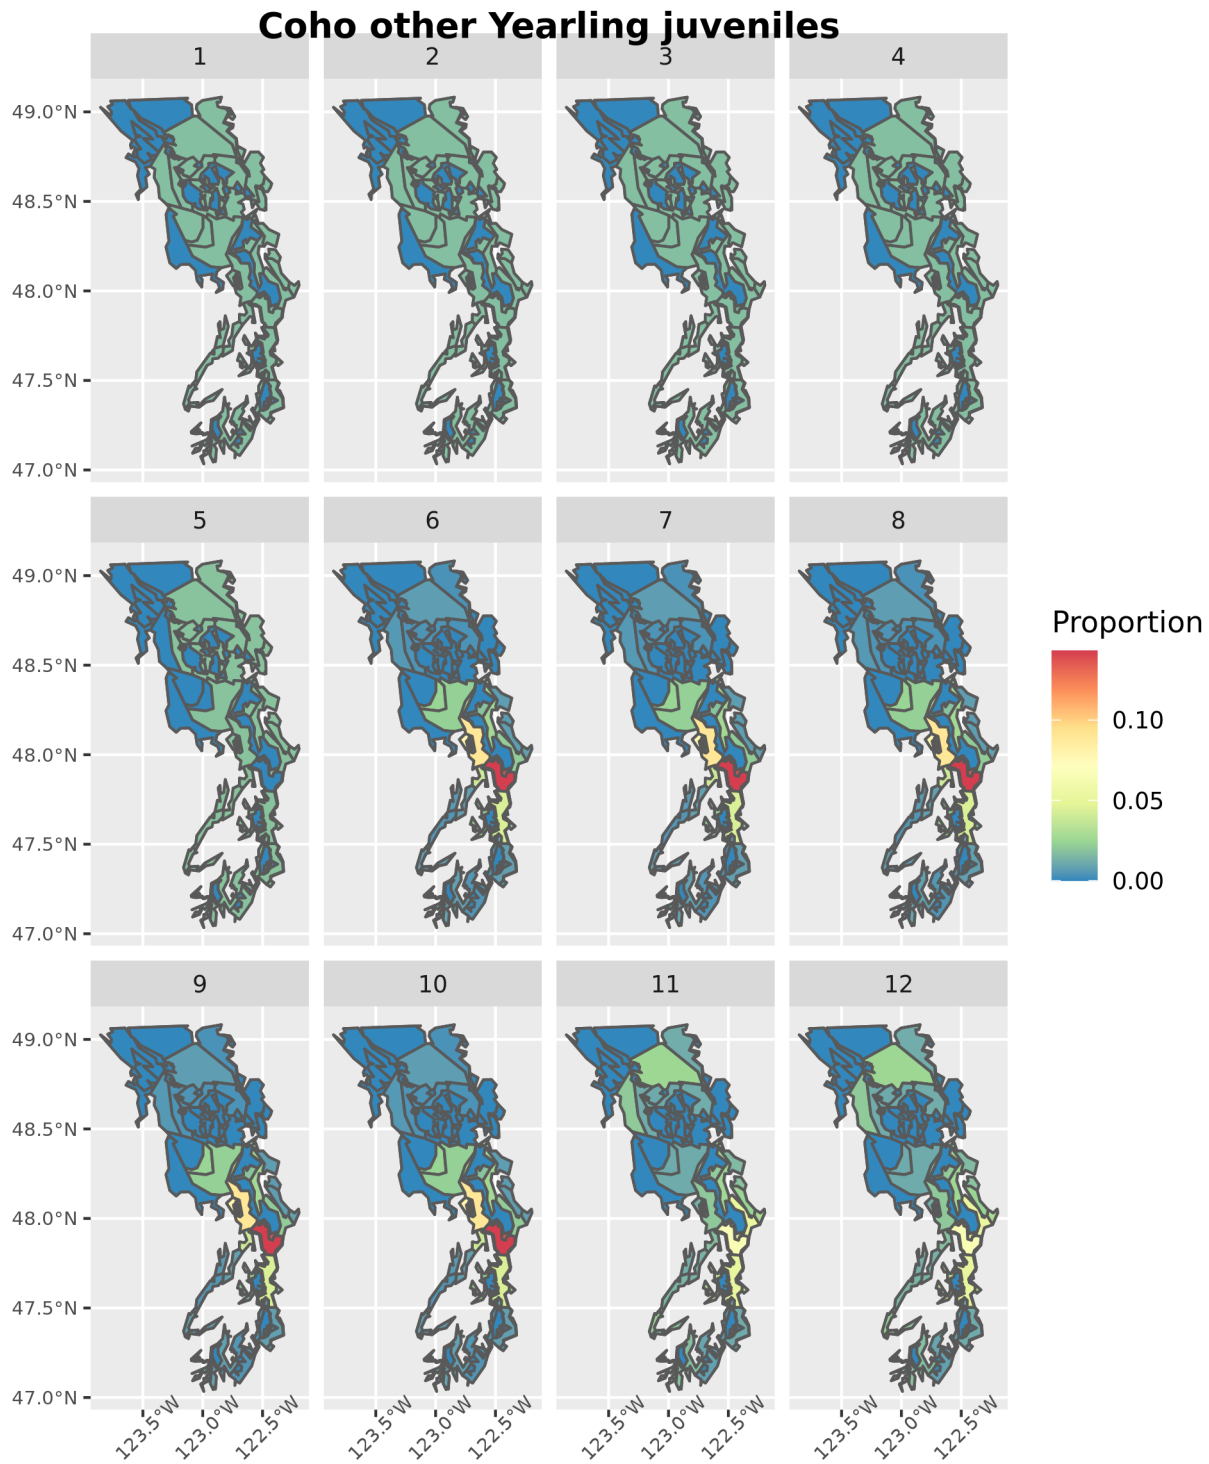 Coho other Yearling juveniles
1 2 3 4
49.0°N
48.5°N
48.0°N
47.5°N
47.0°N
5 6 7 8
49.0°N
48.5°N
48.0°N
47.5°N
47.0°N
Proportion
0.10
0.05
0.00
9 10 11 12
49.0°N
48.5°N
48.0°N
47.5°N
47.0°N
123.5°W 123.0°W 122.5°W 123.5°W 123.0°W 122.5°W 123.5°W 123.0°W 122.5°W 123.5°W 123.0°W 122.5°W